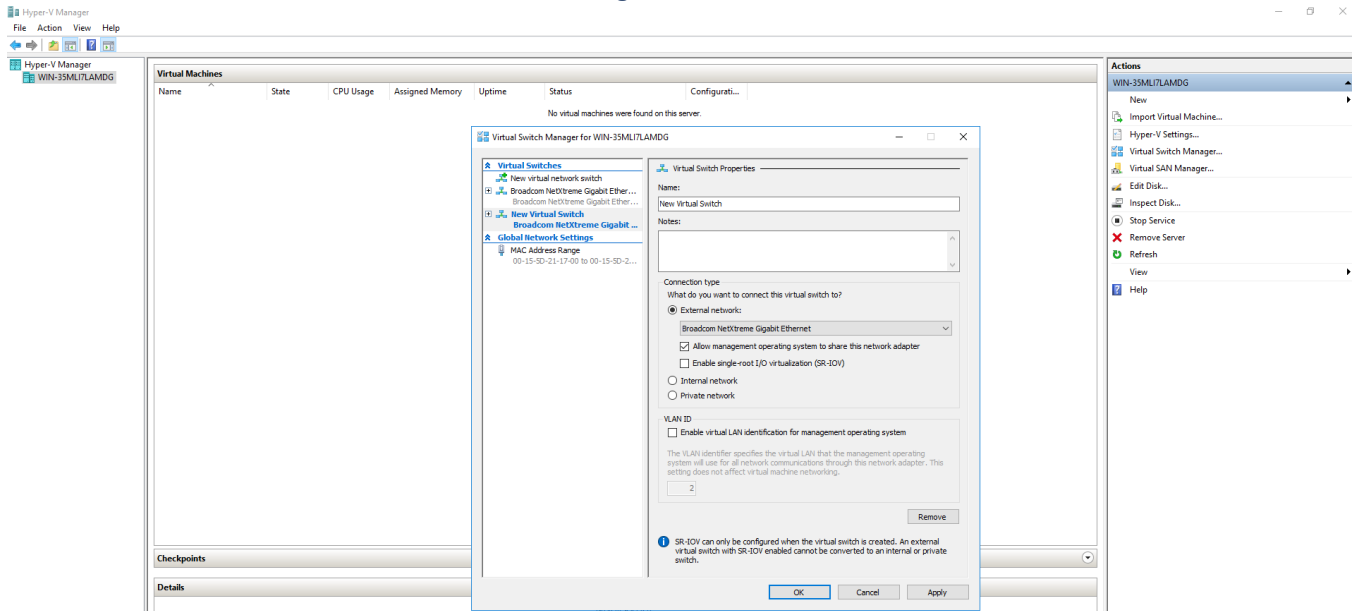 Hyper-V Manager
File Action View Help
Hyper-V Manager
WIN-35MLI7LAMDG
Virtual Machines
Name State CPU Usage Assigned Memory Uptime Status Configurati...
No virtual machines were found on this server.
Checkpoints
Details
Virtual Switch Manager for WIN-35MLI7LAMDG
Virtual Switches
New virtual network switch
Broadcom NetXtreme Gigabit Ether...
Broadcom NetXtreme Gigabit Ether...
New Virtual Switch
Broadcom NetXtreme Gigabit ...
Global Network Settings
MAC Address Range
00-15-5D-21-17-00 to 00-15-5D-2...
Virtual Switch Properties
Name:
New Virtual Switch
Notes:
Connection type
What do you want to connect this virtual switch to?
External network:
Broadcom NetXtreme Gigabit Ethernet
Allow management operating system to share this network adapter
Enable single-root I/O virtualization (SR-IOV)
Internal network
Private network
VLAN ID
Enable virtual LAN identification for management operating system
The VLAN identifier specifies the virtual LAN that the management operating
system will use for all network communications through this network adapter. This
setting does not affect virtual machine networking.
2
Remove
SR-IOV can only be configured when the virtual switch is created. An external
virtual switch with SR-IOV enabled cannot be converted to an internal or private
switch.
OK Cancel Apply
Actions
WIN-35MLI7LAMDG
New
Import Virtual Machine...
Hyper-V Settings...
Virtual Switch Manager...
Virtual SAN Manager...
Edit Disk...
Inspect Disk...
Stop Service
Remove Server
Refresh
View
Help